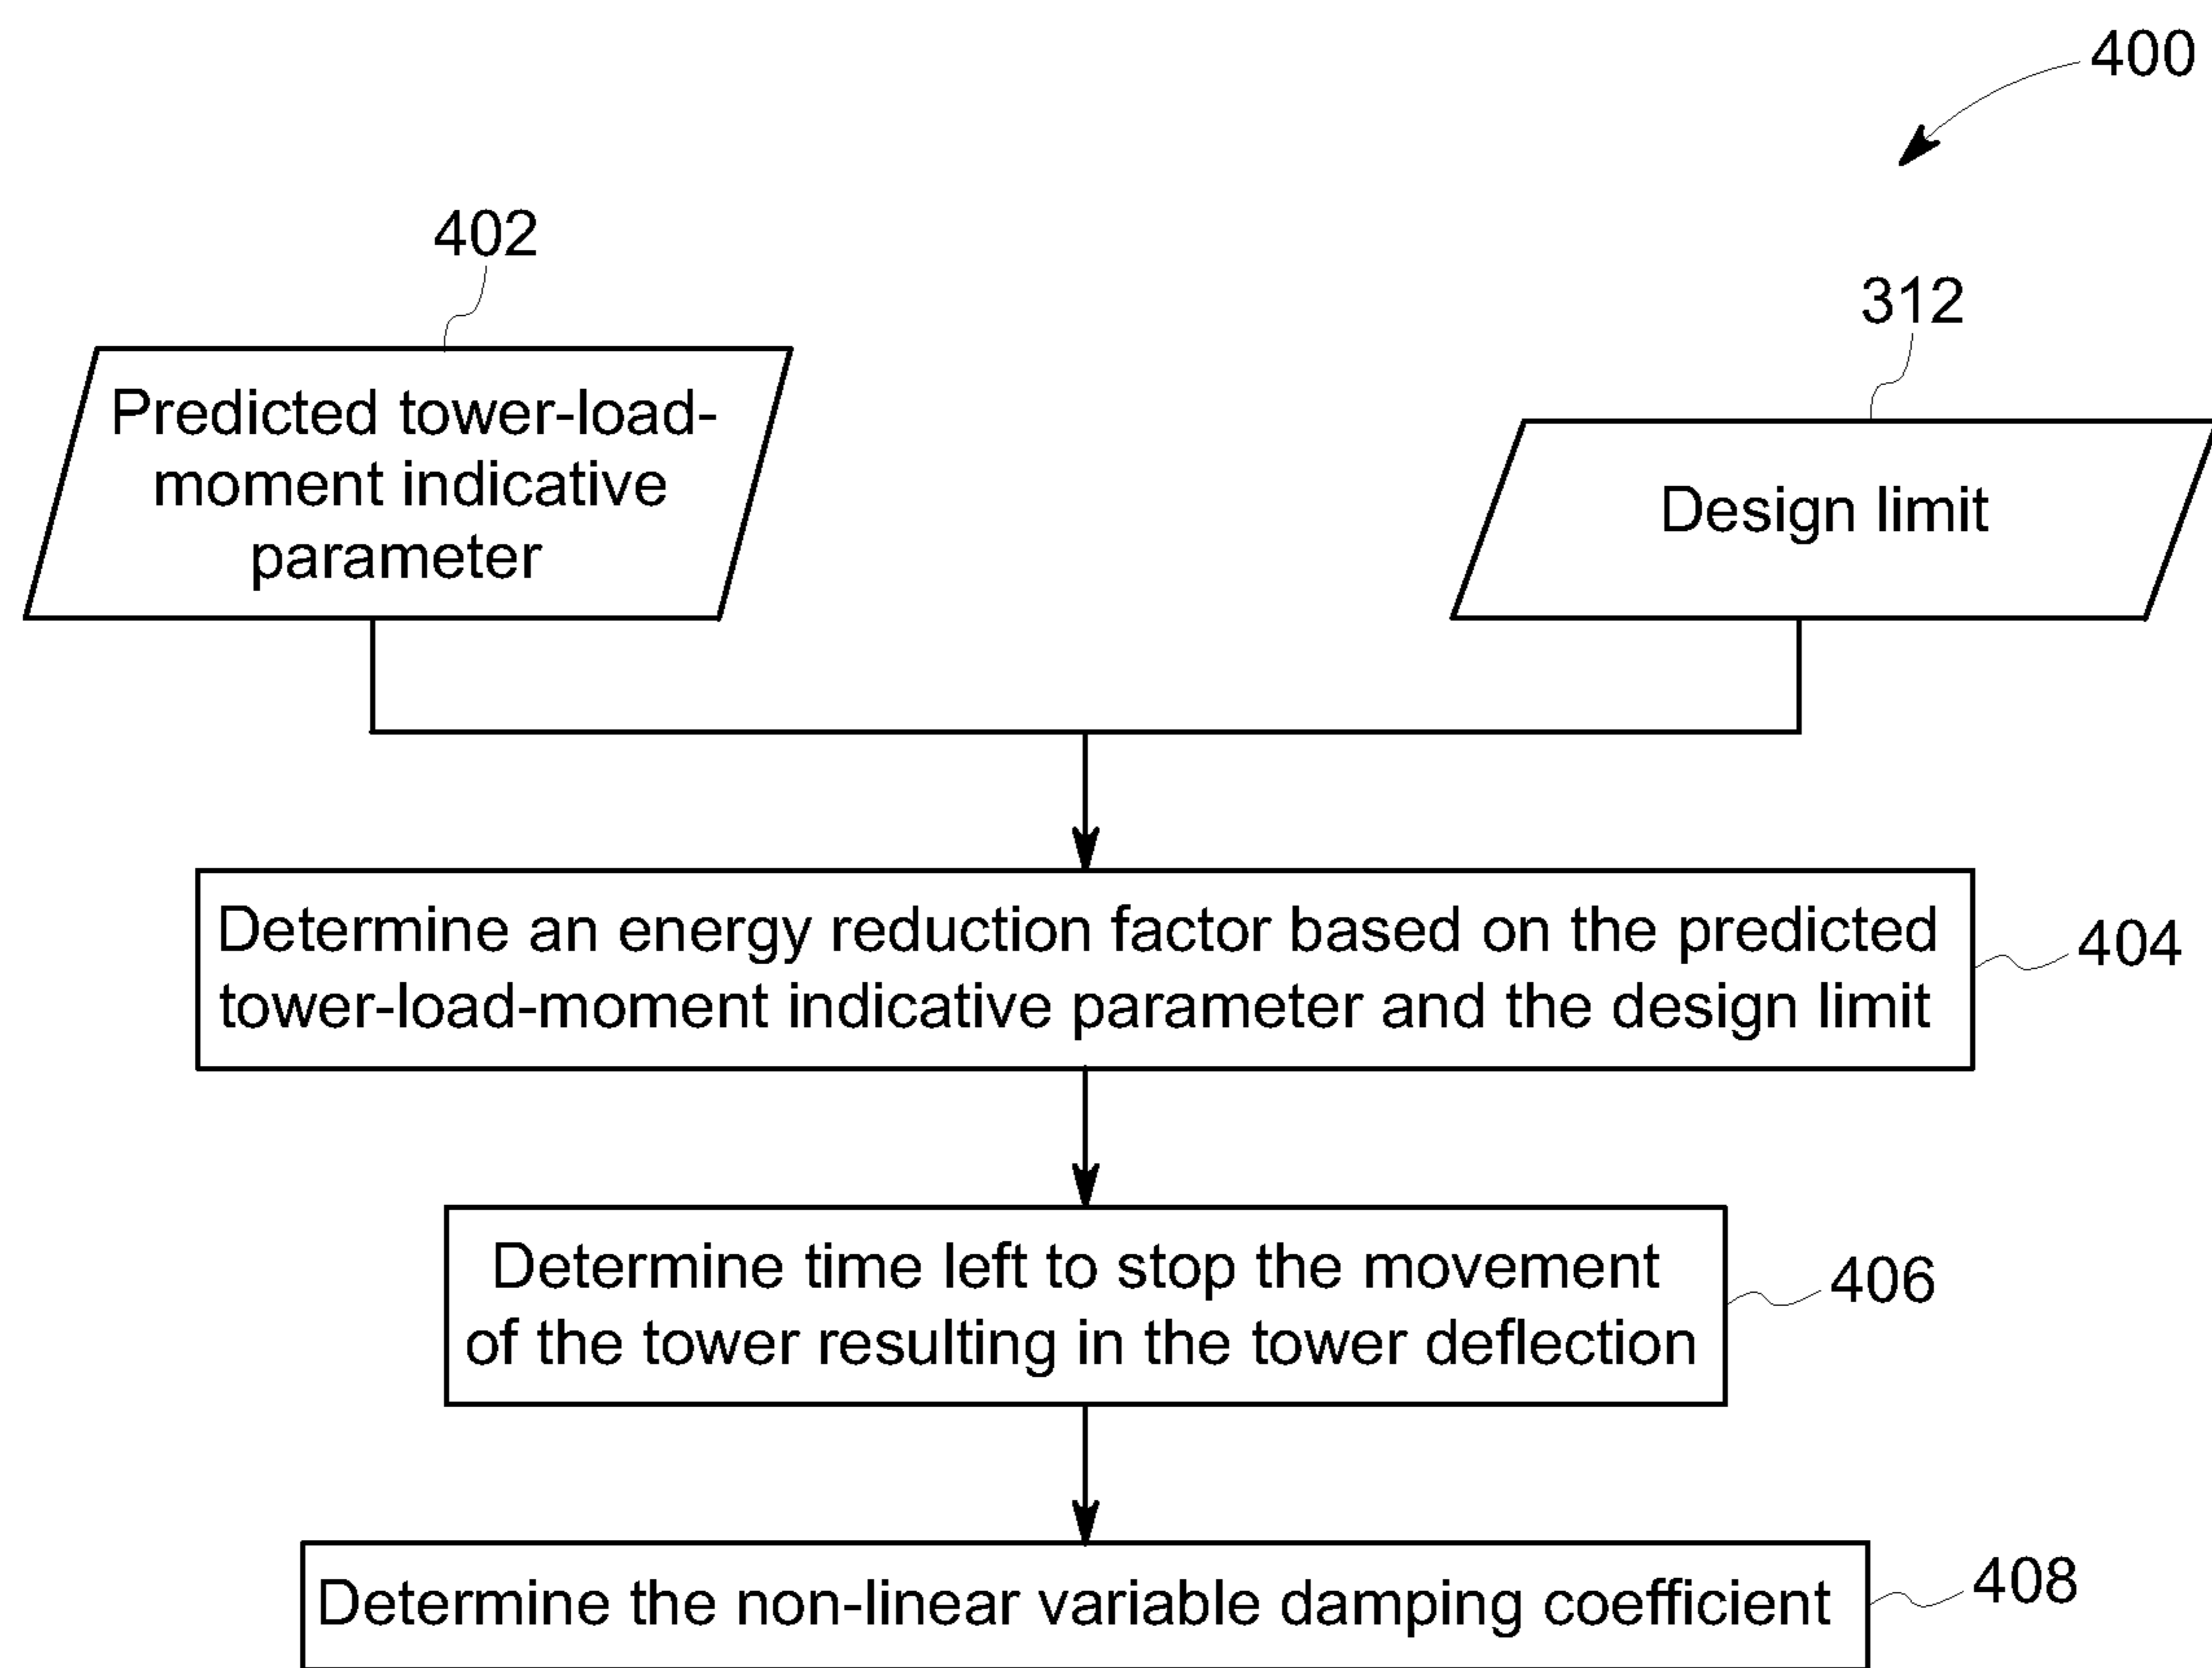 400
402
312
Predicted tower-load-
moment indicative
parameter
Design limit
Determine an energy reduction factor based on the predicted
tower-load-moment indicative parameter and the design limit
404
Determine time left to stop the movement
of the tower resulting in the tower deflection
406
Determine the non-linear variable damping coefficient
408